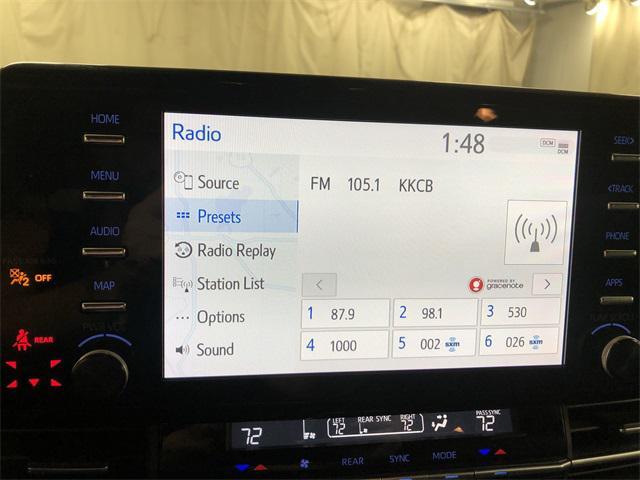 HOME
Radio
1:48
DCM
DCM
SEEK>
MENU
Source
FM 105.1 KKCB
<TRACK
Presets
AUDIO
Radio Replay
PHONE
OFF
MAP
Station List
POWERED BY
gracenote
APPS
Options
1 87.9
2 98.1
3 530
REAR
Sound
4 1000
5 002 sxm
6 026 sxm
72
LEFT
72
REAR SYNC
RIGHT
72
PASS SYNC
72
REAR
SYNC
MODE